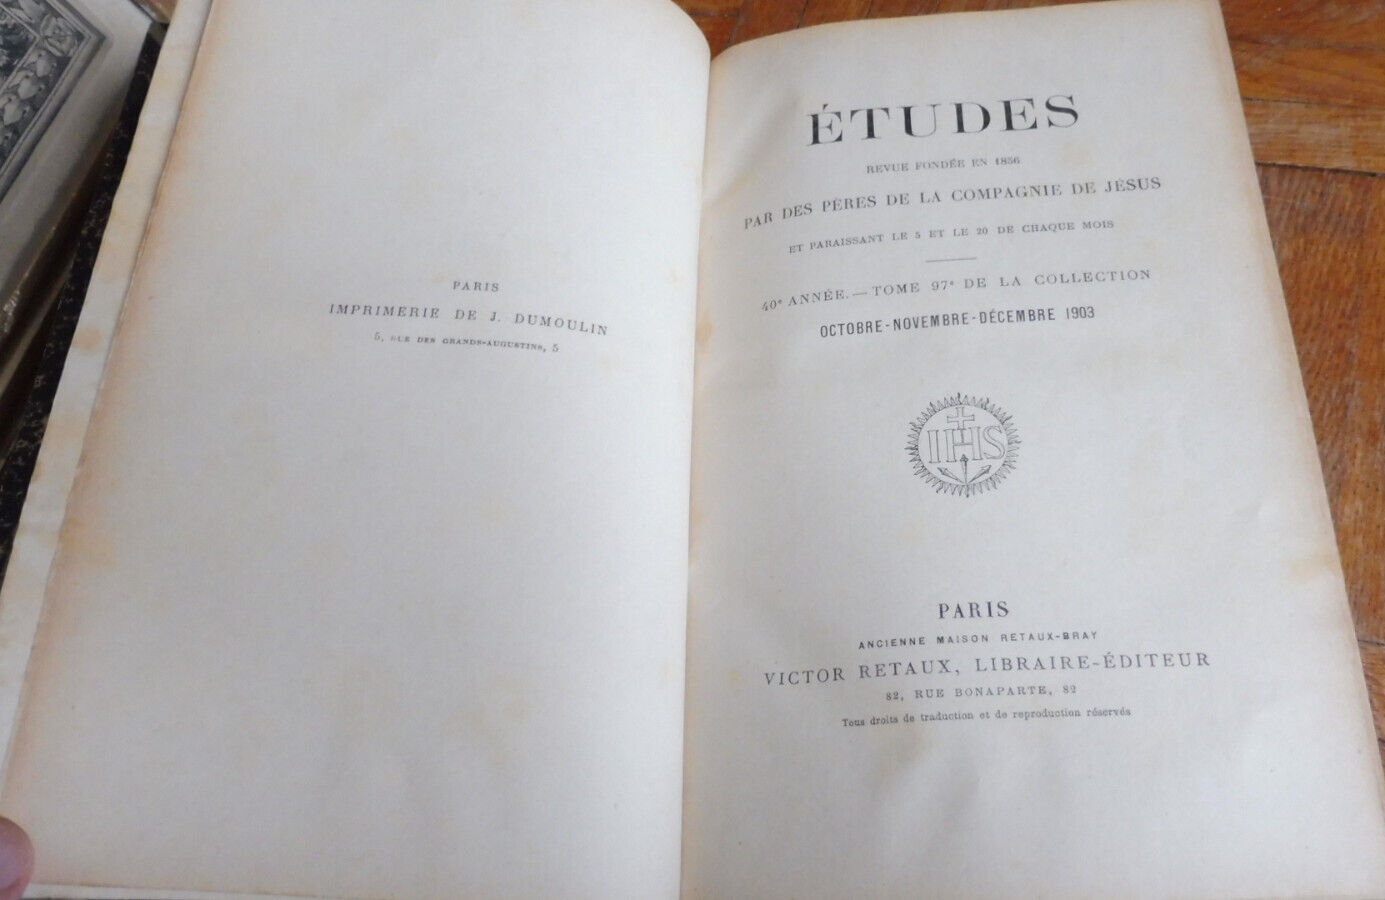 PARIS
IMPRIMERIE DE J. DUMOULIN
5, RUE DES GRANDS-AUGUSTINS, 5
ÉTUDES
REVUE FONDÉE EN 1856
PAR DES PÈRES DE LA COMPAGNIE DE JÉSUS
ET PARAISSANT LE 5 ET LE 20 DE CHAQUE MOIS
40e ANNÉE. — TOME 97e DE LA COLLECTION
OCTOBRE-NOVEMBRE-DÉCEMBRE 1903
IHS
PARIS
ANCIENNE MAISON RETAUX-BRAY
VICTOR RETAUX, LIBRAIRE-ÉDITEUR
82, RUE BONAPARTE, 82
Tous droits de traduction et de reproduction réservés